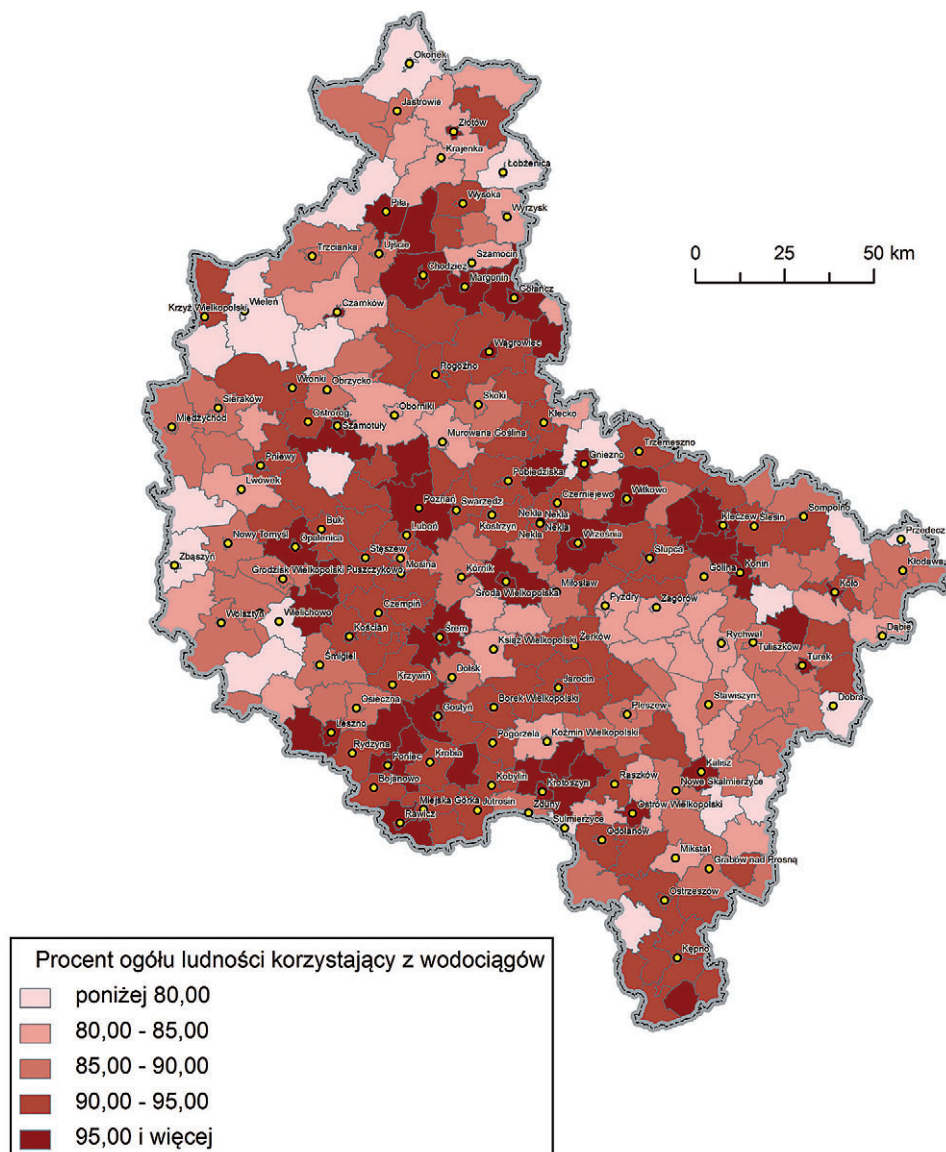 Okonek
Jastrowie
Złotów
Krajenka
Łobżenica
Piła
Wysoka
Wyrzysk
0 25 50 km
Trzcianka
Ujście
Szamocin
Chodzież
Margonin
Gołańcz
Wieleń
Krzyż Wielkopolski
Czarnków
Wągrowiec
Rogoźno
Wronki
Obrzycko
Sieraków
Skoki
Międzychód
Ostroróg
Szamotuły
Oborniki
Kłecko
Murowana Goślina
Trzemeszno
Pniewy
Gniezno
Pobiedziska
Lwówek
Witkowo
Czerniejewo
Poznań
Swarzędz
Kostrzyn
Nekla Nekla
Nekla
Nekla
Kleczew
Ślesin
Sompolno
Przedecz
Buk
Luboń
Nowy Tomyśl
Opalenica
Września
Słupca
Zbąszyń
Stęszew
Mosina
Grodzisk Wielkopolski
Puszczykowo
Kórnik
Golina
Konin
Kłodawa
Środa Wielkopolska
Miłosław
Koło
Czempiń
Pyzdry
Zagórów
Wolsztyn
Wielichowo
Dąbie
Kościan
Śrem
Książ Wielkopolski
Żerków
Rychwał
Tuliszków
Śmigiel
Dolsk
Turek
Krzywiń
Jarocin
Osieczna
Borek Wielkopolski
Stawiszyn
Dobra
Gostyń
Pleszew
Leszno
Rydzyna
Pogorzela
Koźmin Wielkopolski
Poniec
Krobia
Kalisz
Bojanowo
Kobylin
Krotoszyn
Raszków
Nowe Skalmierzyce
Miejska Górka
Jutrosin
Zduny
Ostrów Wielkopolski
Rawicz
Sulmierzyce
Odolanów
Mikstat
Grabów nad Prosną
Ostrzeszów
Kępno
Procent ogółu ludności korzystający z wodociągów
poniżej 80,00
80,00 - 85,00
85,00 - 90,00
90,00 - 95,00
95,00 i więcej